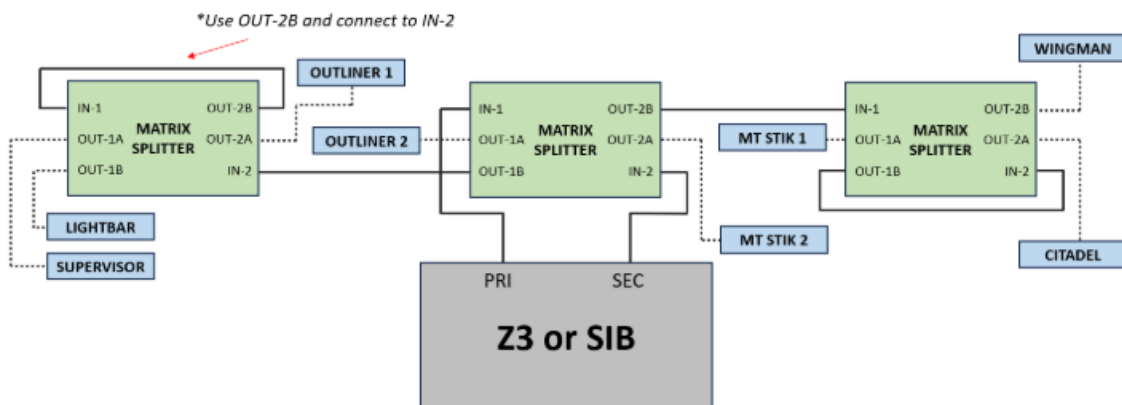 *Use OUT-2B and connect to IN-2
OUTLINER 1
WINGMAN
IN-1
OUT-2B
MATRIX
SPLITTER
OUT-1A
OUT-2A
OUT-1B
IN-2
OUTLINER 2
IN-1
OUT-2B
MATRIX
SPLITTER
OUT-1A
OUT-2A
OUT-1B
IN-2
MT STIK 1
IN-1
OUT-2B
MATRIX
SPLITTER
OUT-1A
OUT-2A
OUT-1B
IN-2
LIGHTBAR
SUPERVISOR
MT STIK 2
CITADEL
PRI
SEC
Z3 or SIB